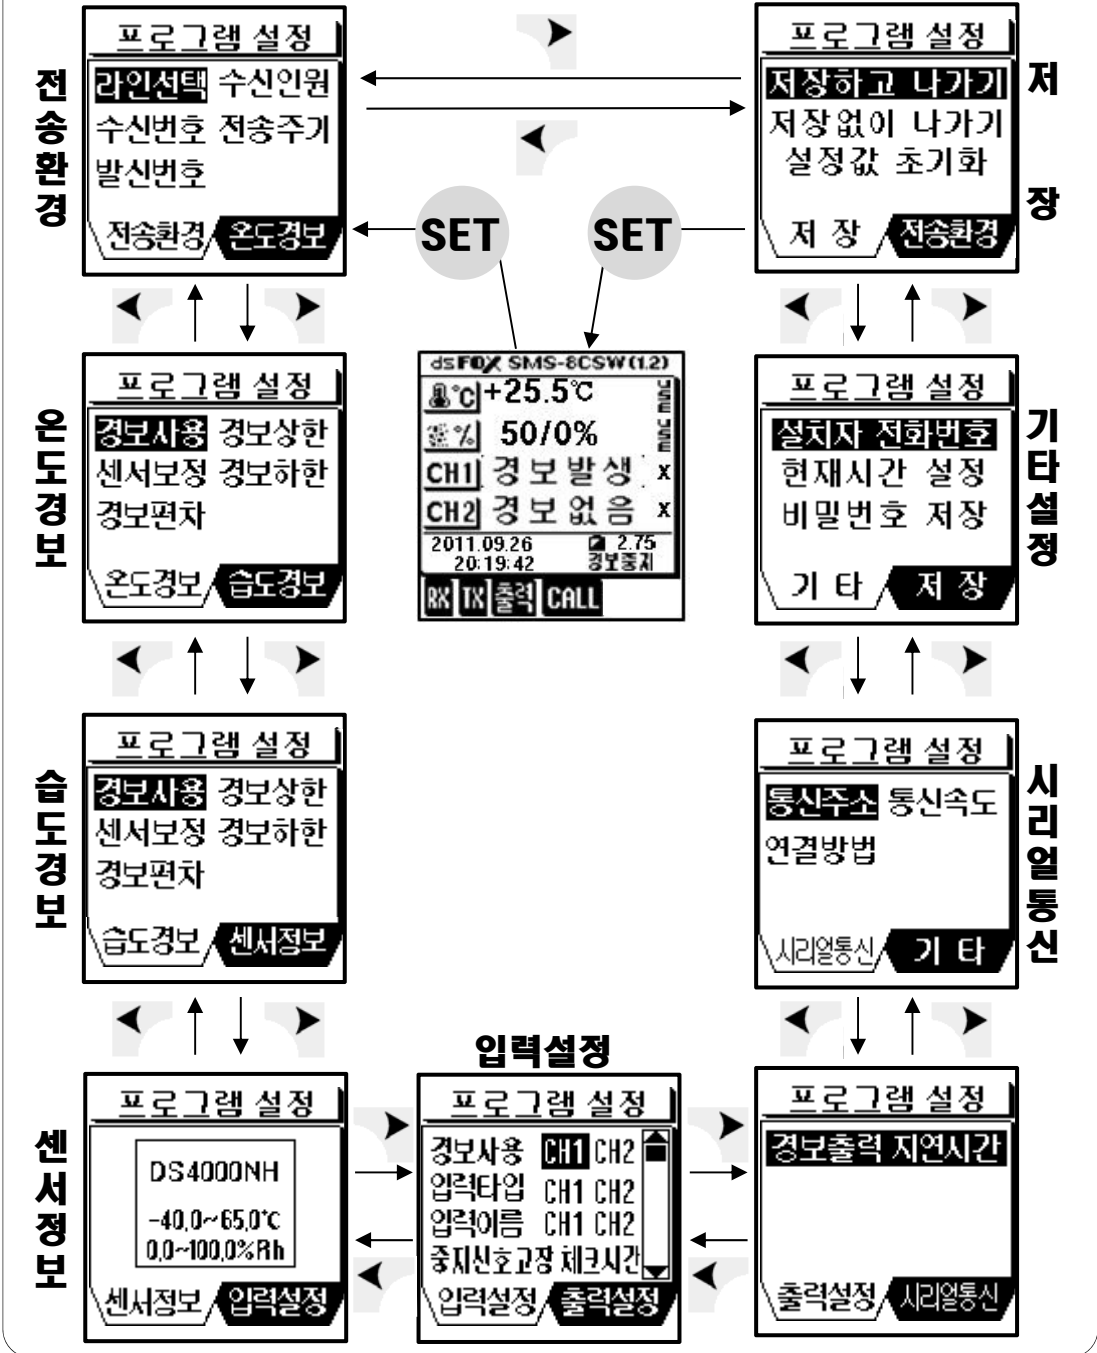 전송환경
프로그램 설정
라인선택 수신인원
수신번호 전송주기
발신번호
전송환경 온도경보
프로그램 설정
저장하고 나가기
저장없이 나가기
설정값 초기화
저 장 전송환경
저장
SET SET
온도경보
프로그램 설정
경보사용 경보상한
센서보정 경보하한
경보편차
온도경보 습도경보
dsFOX SMS-8CSW(1.2)
℃ +25.5℃ USE
% 50/0% USE
CH1 경보발생 X
CH2 경보없음 X
2011.09.26 2.75
20:19:42 경보중지
RX TX 출력 CALL
프로그램 설정
설치자 전화번호
현재시간 설정
비밀번호 저장
기 타 저 장
기타설정
습도경보
프로그램 설정
경보사용 경보상한
센서보정 경보하한
경보편차
습도경보 센서정보
프로그램 설정
통신주소 통신속도
연결방법
시리얼통신 기 타
시리얼통신
센서정보
프로그램 설정
DS4000NH
-40.0~65.0℃
0.0~100.0%Rh
센서정보 입력설정
입력설정
프로그램 설정
경보사용 CH1 CH2
입력타입 CH1 CH2
입력이름 CH1 CH2
중지신호고장 체크시간
입력설정 출력설정
프로그램 설정
경보출력 지연시간
출력설정 시리얼통신